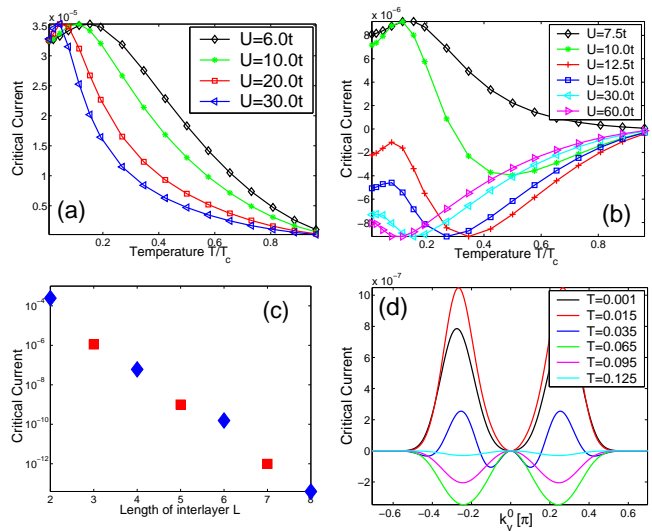 x 10⁻⁵
3.5
3
2.5
2
1.5
1
0.5
0.2
0.4
0.6
0.8
Critical Current
Temperature T/T_c
(a)
U=6.0t
U=10.0t
U=20.0t
U=30.0t
x 10⁻⁶
8
6
4
2
0
−2
−4
−6
−8
0.2
0.4
0.6
0.8
Critical Current
Temperature T/T_c
(b)
U=7.5t
U=10.0t
U=12.5t
U=15.0t
U=30.0t
U=60.0t
10⁻⁴
10⁻⁶
10⁻⁸
10⁻¹⁰
10⁻¹²
2
3
4
5
6
7
8
Critical Current
Length of interlayer L
(c)
x 10⁻⁷
10
8
6
4
2
0
−2
−0.6
−0.4
−0.2
0
0.2
0.4
0.6
Critical Current
k_y [π]
(d)
T=0.001
T=0.015
T=0.035
T=0.065
T=0.095
T=0.125